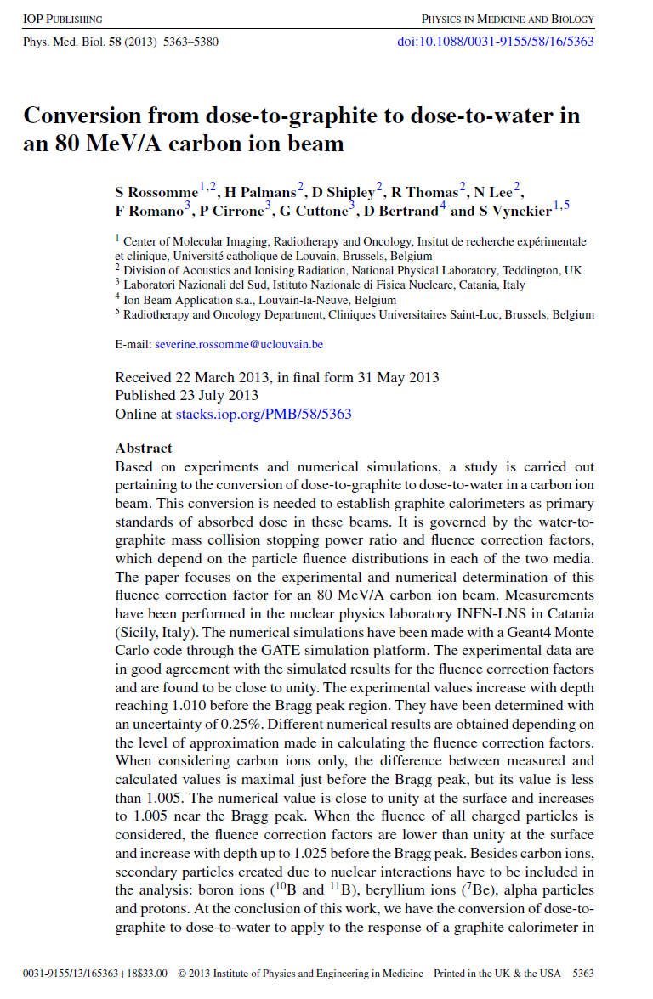 IOP PUBLISHING PHYSICS IN MEDICINE AND BIOLOGY
Phys. Med. Biol. 58 (2013) 5363–5380 doi:10.1088/0031-9155/58/16/5363
Conversion from dose-to-graphite to dose-to-water in
an 80 MeV/A carbon ion beam
S Rossomme1,2, H Palmans2, D Shipley2, R Thomas2, N Lee2,
F Romano3, P Cirrone3, G Cuttone3, D Bertrand4 and S Vynckier1,5
1 Center of Molecular Imaging, Radiotherapy and Oncology, Insitut de recherche expérimentale
et clinique, Université catholique de Louvain, Brussels, Belgium
2 Division of Acoustics and Ionising Radiation, National Physical Laboratory, Teddington, UK
3 Laboratori Nazionali del Sud, Istituto Nazionale di Fisica Nucleare, Catania, Italy
4 Ion Beam Application s.a., Louvain-la-Neuve, Belgium
5 Radiotherapy and Oncology Department, Cliniques Universitaires Saint-Luc, Brussels, Belgium
E-mail: severine.rossomme@uclouvain.be
Received 22 March 2013, in final form 31 May 2013
Published 23 July 2013
Online at stacks.iop.org/PMB/58/5363
Abstract
Based on experiments and numerical simulations, a study is carried out
pertaining to the conversion of dose-to-graphite to dose-to-water in a carbon ion
beam. This conversion is needed to establish graphite calorimeters as primary
standards of absorbed dose in these beams. It is governed by the water-to-
graphite mass collision stopping power ratio and fluence correction factors,
which depend on the particle fluence distributions in each of the two media.
The paper focuses on the experimental and numerical determination of this
fluence correction factor for an 80 MeV/A carbon ion beam. Measurements
have been performed in the nuclear physics laboratory INFN-LNS in Catania
(Sicily, Italy). The numerical simulations have been made with a Geant4 Monte
Carlo code through the GATE simulation platform. The experimental data are
in good agreement with the simulated results for the fluence correction factors
and are found to be close to unity. The experimental values increase with depth
reaching 1.010 before the Bragg peak region. They have been determined with
an uncertainty of 0.25%. Different numerical results are obtained depending on
the level of approximation made in calculating the fluence correction factors.
When considering carbon ions only, the difference between measured and
calculated values is maximal just before the Bragg peak, but its value is less
than 1.005. The numerical value is close to unity at the surface and increases
to 1.005 near the Bragg peak. When the fluence of all charged particles is
considered, the fluence correction factors are lower than unity at the surface
and increase with depth up to 1.025 before the Bragg peak. Besides carbon ions,
secondary particles created due to nuclear interactions have to be included in
the analysis: boron ions (10B and 11B), beryllium ions (7Be), alpha particles
and protons. At the conclusion of this work, we have the conversion of dose-to-
graphite to dose-to-water to apply to the response of a graphite calorimeter in
0031-9155/13/165363+18$33.00 © 2013 Institute of Physics and Engineering in Medicine Printed in the UK & the USA 5363